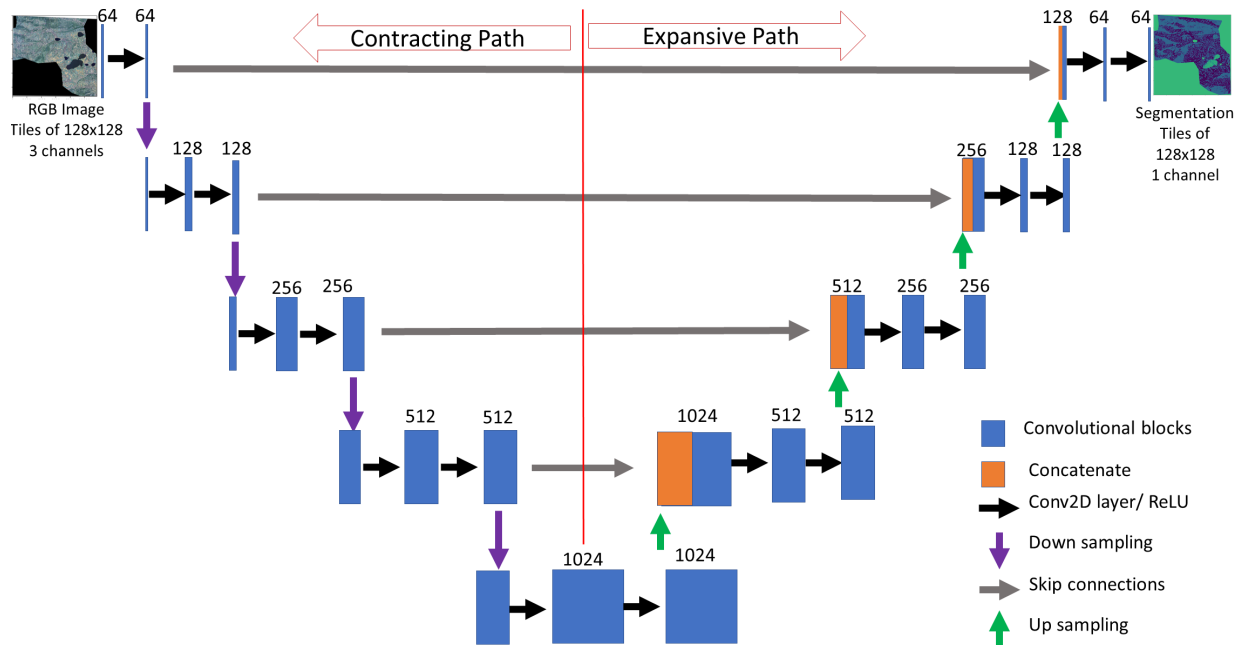 64
64
Contracting Path
Expansive Path
128
64
64
RGB Image
Tiles of 128x128
3 channels
Segmentation
Tiles of
128x128
1 channel
128
128
256
128
128
256
256
512
256
256
512
512
1024
512
512
1024
1024
Convolutional blocks
Concatenate
Conv2D layer/ ReLU
Down sampling
Skip connections
Up sampling